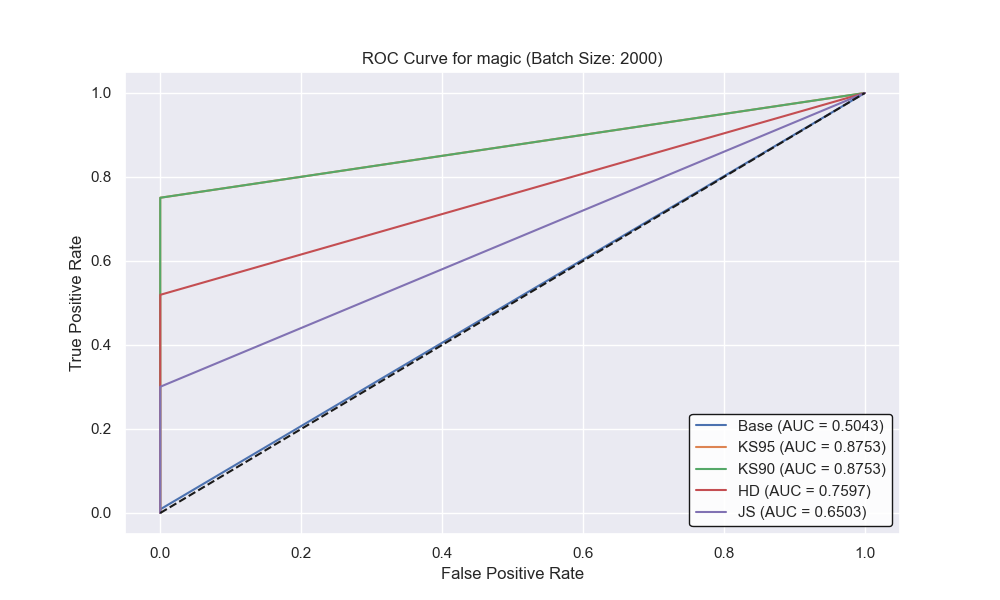 ROC Curve for magic (Batch Size: 2000)
True Positive Rate
1.0
0.8
0.6
0.4
0.2
0.0
Base (AUC = 0.5043)
KS95 (AUC = 0.8753)
KS90 (AUC = 0.8753)
HD (AUC = 0.7597)
JS (AUC = 0.6503)
0.0 0.2 0.4 0.6 0.8 1.0
False Positive Rate